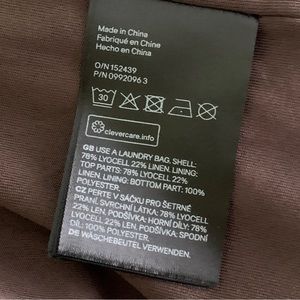 Made in China
Fabriqué en Chine
Hecho en China
O/N 152439
P/N 0992096 3
30
clevercare.info
GB USE A LAUNDRY BAG, SHELL:
78% LYOCELL 22% LINEN. LINING:
TOP PARTS: 78% LYOCELL 22%
LINEN. LINING: BOTTOM PART: 100%
POLYESTER.
CZ PERTE V SÁČKU PRO ŠETRNÉ
PRANÍ, SVRCHNÍ LÁTKA: 78% LYOCELL
22% LEN. PODŠÍVKA: HORNÍ DÍLY: 78%
LYOCELL 22% LEN. PODŠÍVKA: SPODNÍ
DÍL: 100% POLYESTER.
DE WÄSCHEBEUTEL VERWENDEN,